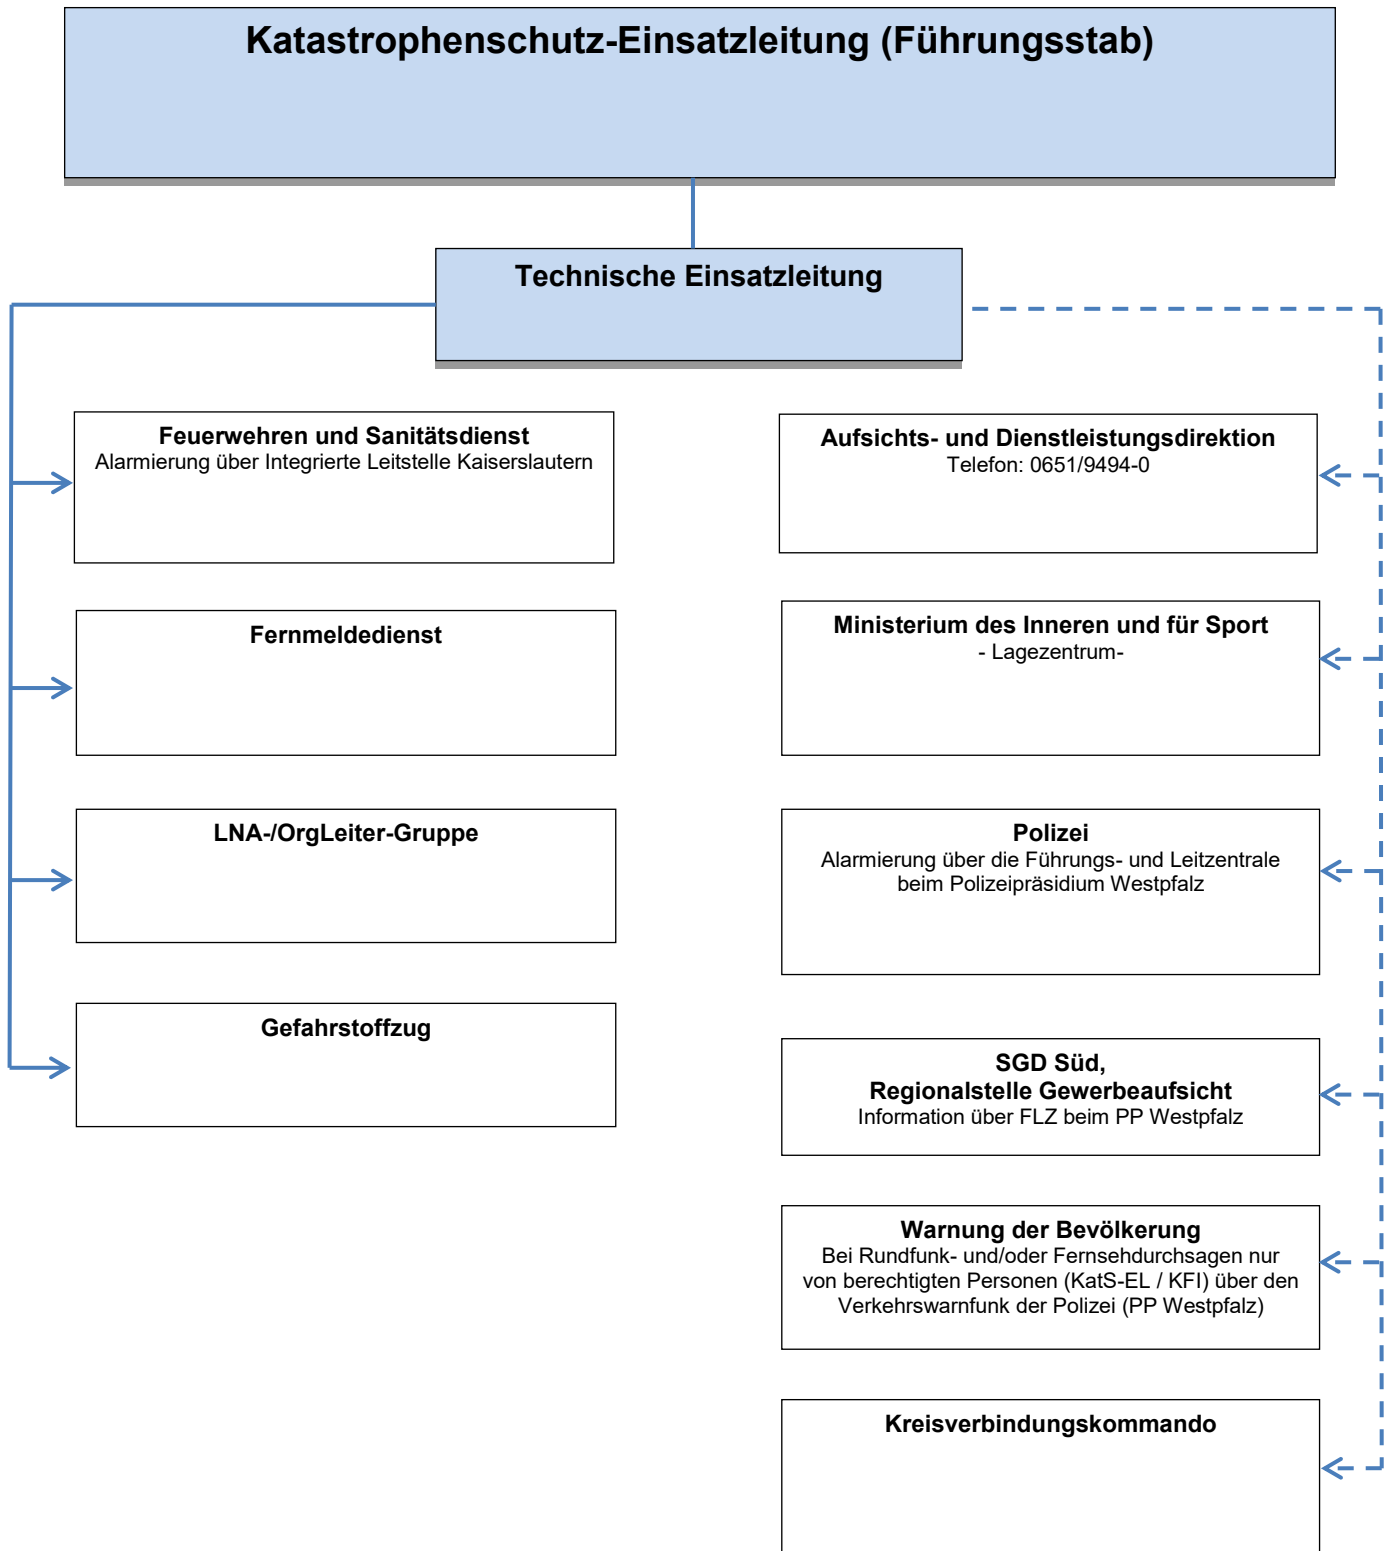 Katastrophenschutz-Einsatzleitung (Führungsstab)
Technische Einsatzleitung
Feuerwehren und Sanitätsdienst
Alarmierung über Integrierte Leitstelle Kaiserslautern
Fernmeldedienst
LNA-/OrgLeiter-Gruppe
Gefahrstoffzug
Aufsichts- und Dienstleistungsdirektion
Telefon: 0651/9494-0
Ministerium des Inneren und für Sport
- Lagezentrum-
Polizei
Alarmierung über die Führungs- und Leitzentrale
beim Polizeipräsidium Westpfalz
SGD Süd,
Regionalstelle Gewerbeaufsicht
Information über FLZ beim PP Westpfalz
Warnung der Bevölkerung
Bei Rundfunk- und/oder Fernsehdurchsagen nur
von berechtigten Personen (KatS-EL / KFI) über den
Verkehrswarnfunk der Polizei (PP Westpfalz)
Kreisverbindungskommando